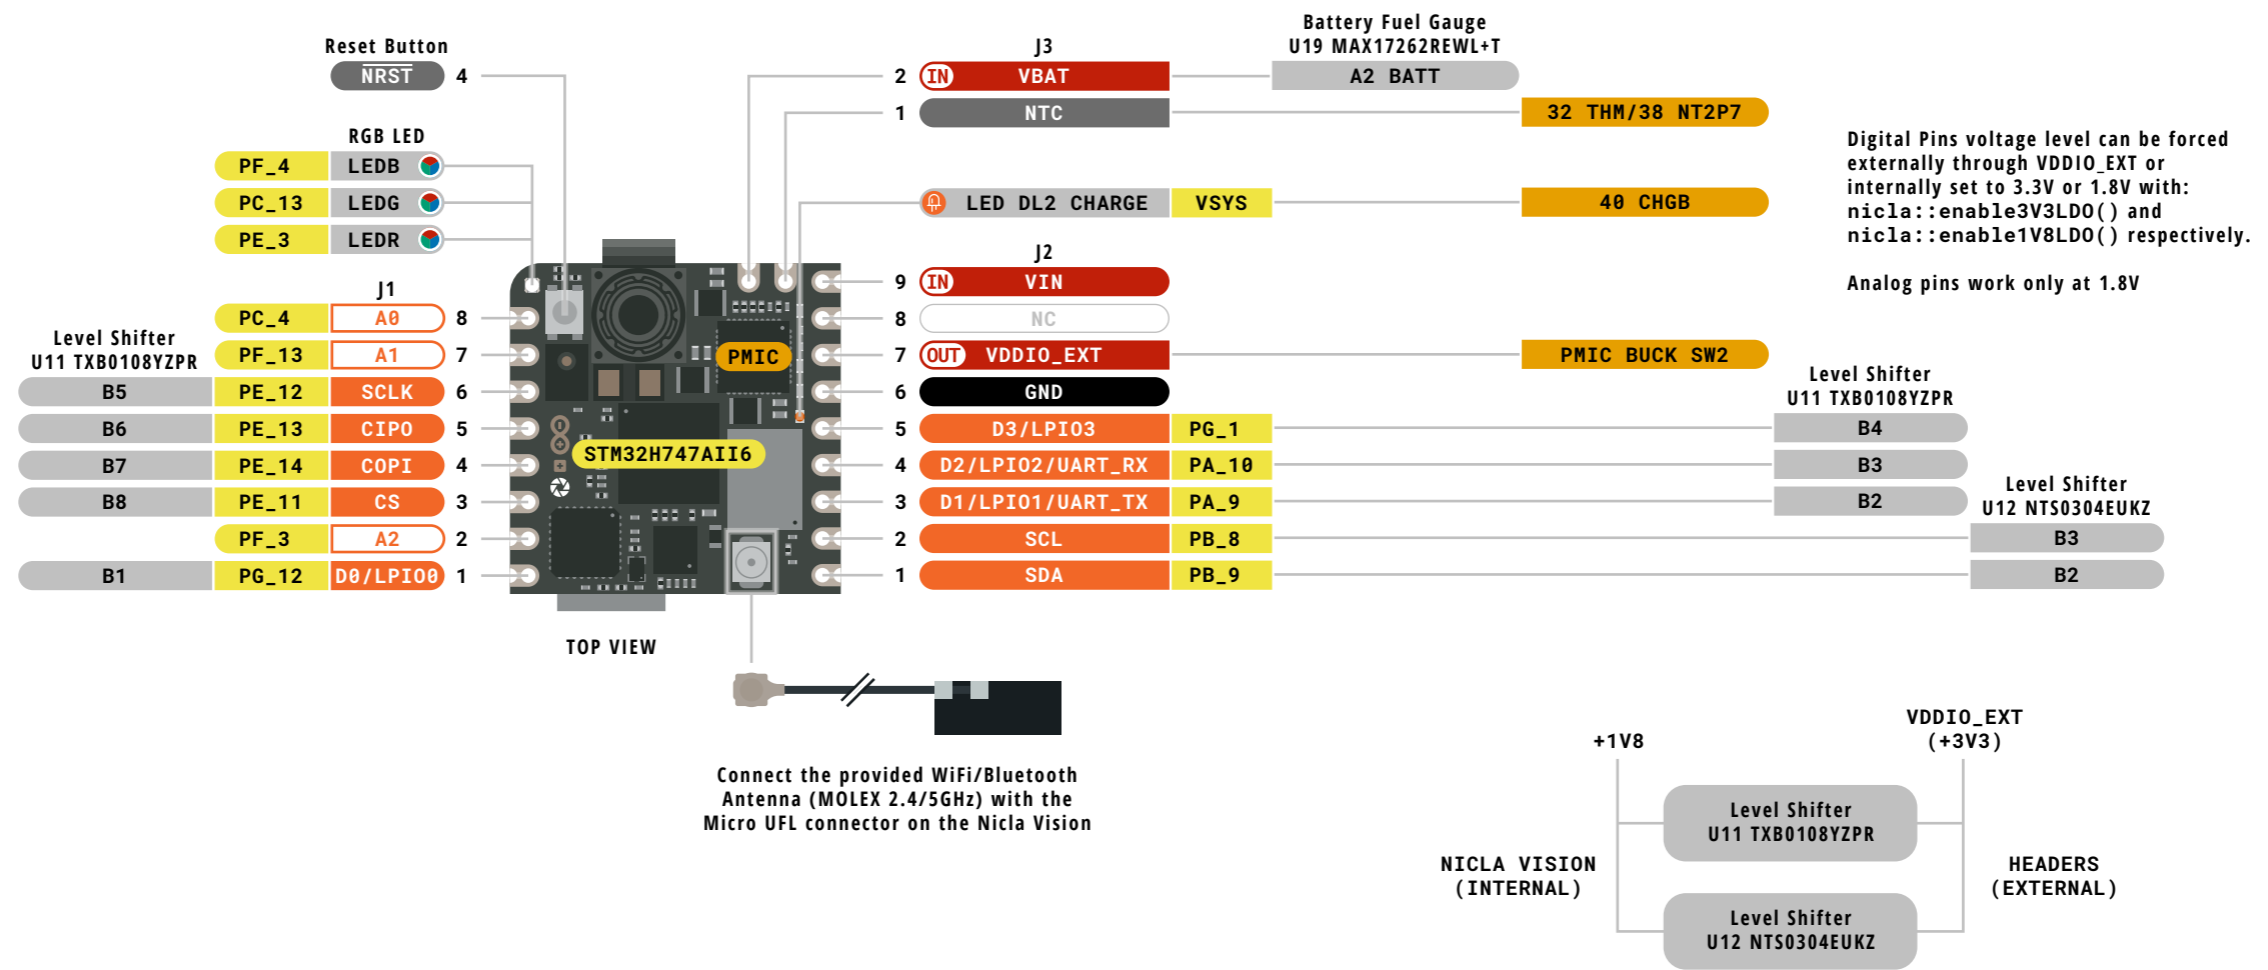 Reset Button
NRST 4
RGB LED
PF_4 LEDB
PC_13 LEDG
PE_3 LEDR
J1
PC_4 A0 8
Level Shifter
U11 TXB0108YZPR
PF_13 A1 7
B5 PE_12 SCLK 6
B6 PE_13 CIPO 5
B7 PE_14 COPI 4
B8 PE_11 CS 3
PF_3 A2 2
B1 PG_12 D0/LPIO0 1
PMIC
STM32H747AII6
TOP VIEW
Battery Fuel Gauge
U19 MAX17262REWL+T
J3
2 IN VBAT A2 BATT
1 NTC 32 THM/38 NT2P7
LED DL2 CHARGE VSYS 40 CHGB
J2
9 IN VIN
8 NC
7 OUT VDDIO_EXT PMIC BUCK SW2
6 GND
Level Shifter
U11 TXB0108YZPR
5 D3/LPIO3 PG_1 B4
4 D2/LPIO2/UART_RX PA_10 B3
3 D1/LPIO1/UART_TX PA_9 B2
Level Shifter
U12 NTS0304EUKZ
2 SCL PB_8 B3
1 SDA PB_9 B2
Digital Pins voltage level can be forced
externally through VDDIO_EXT or
internally set to 3.3V or 1.8V with:
nicla::enable3V3LDO() and
nicla::enable1V8LDO() respectively.
Analog pins work only at 1.8V
Connect the provided WiFi/Bluetooth
Antenna (MOLEX 2.4/5GHz) with the
Micro UFL connector on the Nicla Vision
+1V8
VDDIO_EXT
(+3V3)
Level Shifter
U11 TXB0108YZPR
NICLA VISION
(INTERNAL)
HEADERS
(EXTERNAL)
Level Shifter
U12 NTS0304EUKZ